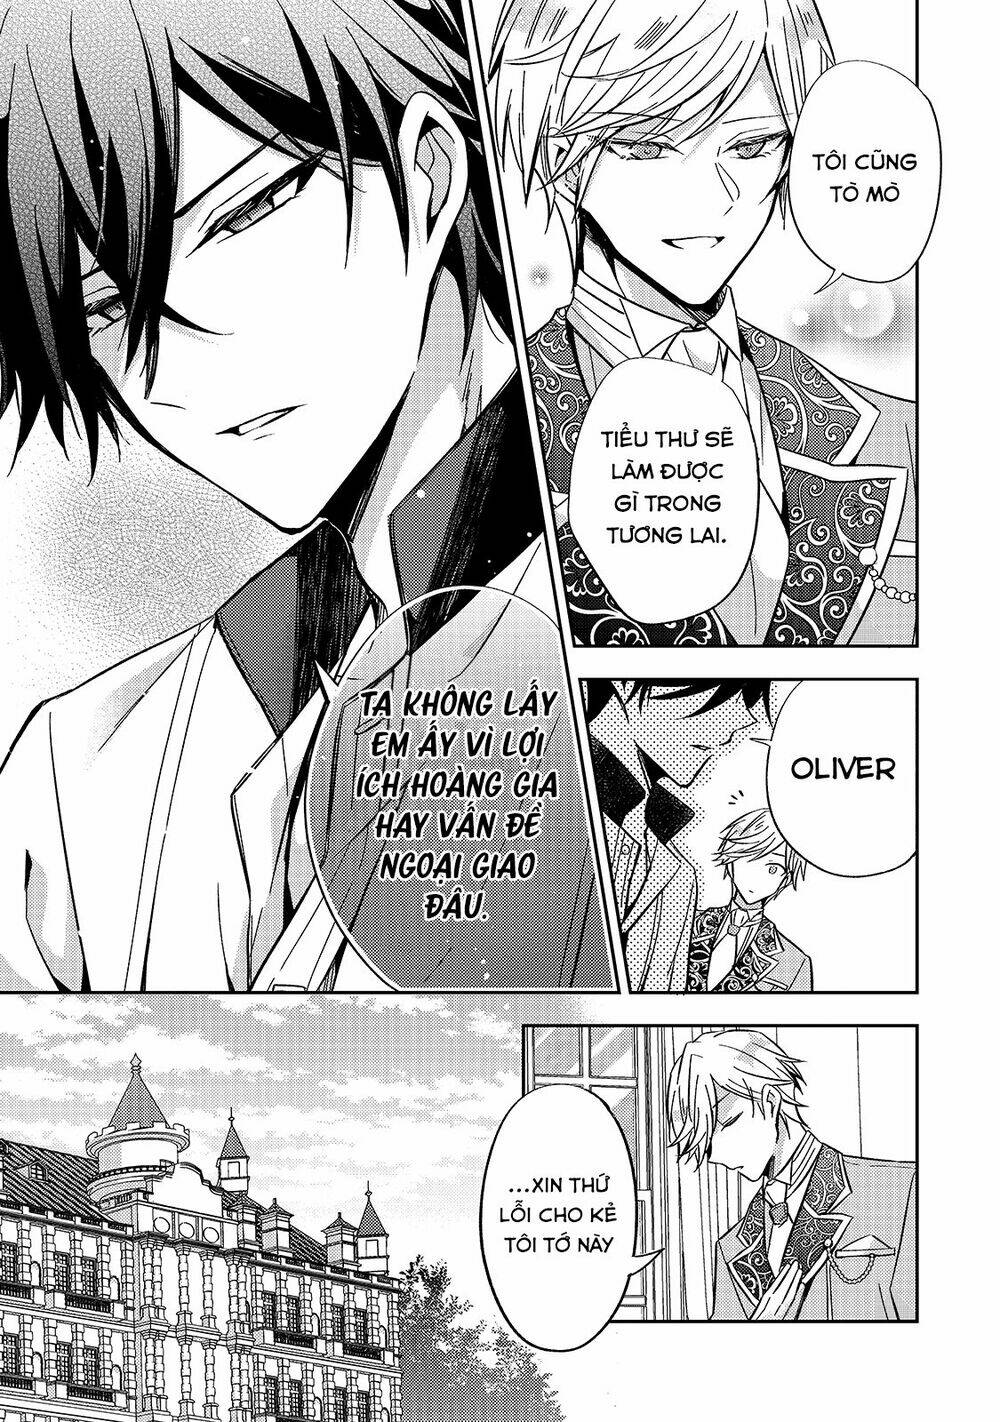 TÔI CŨNG
TÒ MÒ
TIỂU THƯ SẼ
LÀM ĐƯỢC
GÌ TRONG
TƯƠNG LAI.
OLIVER
TA KHÔNG LẤY
EM ẤY VÌ LỢI
ÍCH HOÀNG GIA
HAY VẤN ĐỀ
NGOẠI GIAO
ĐÂU.
...XIN THỨ
LỖI CHO KẺ
TÔI TỚ NÀY